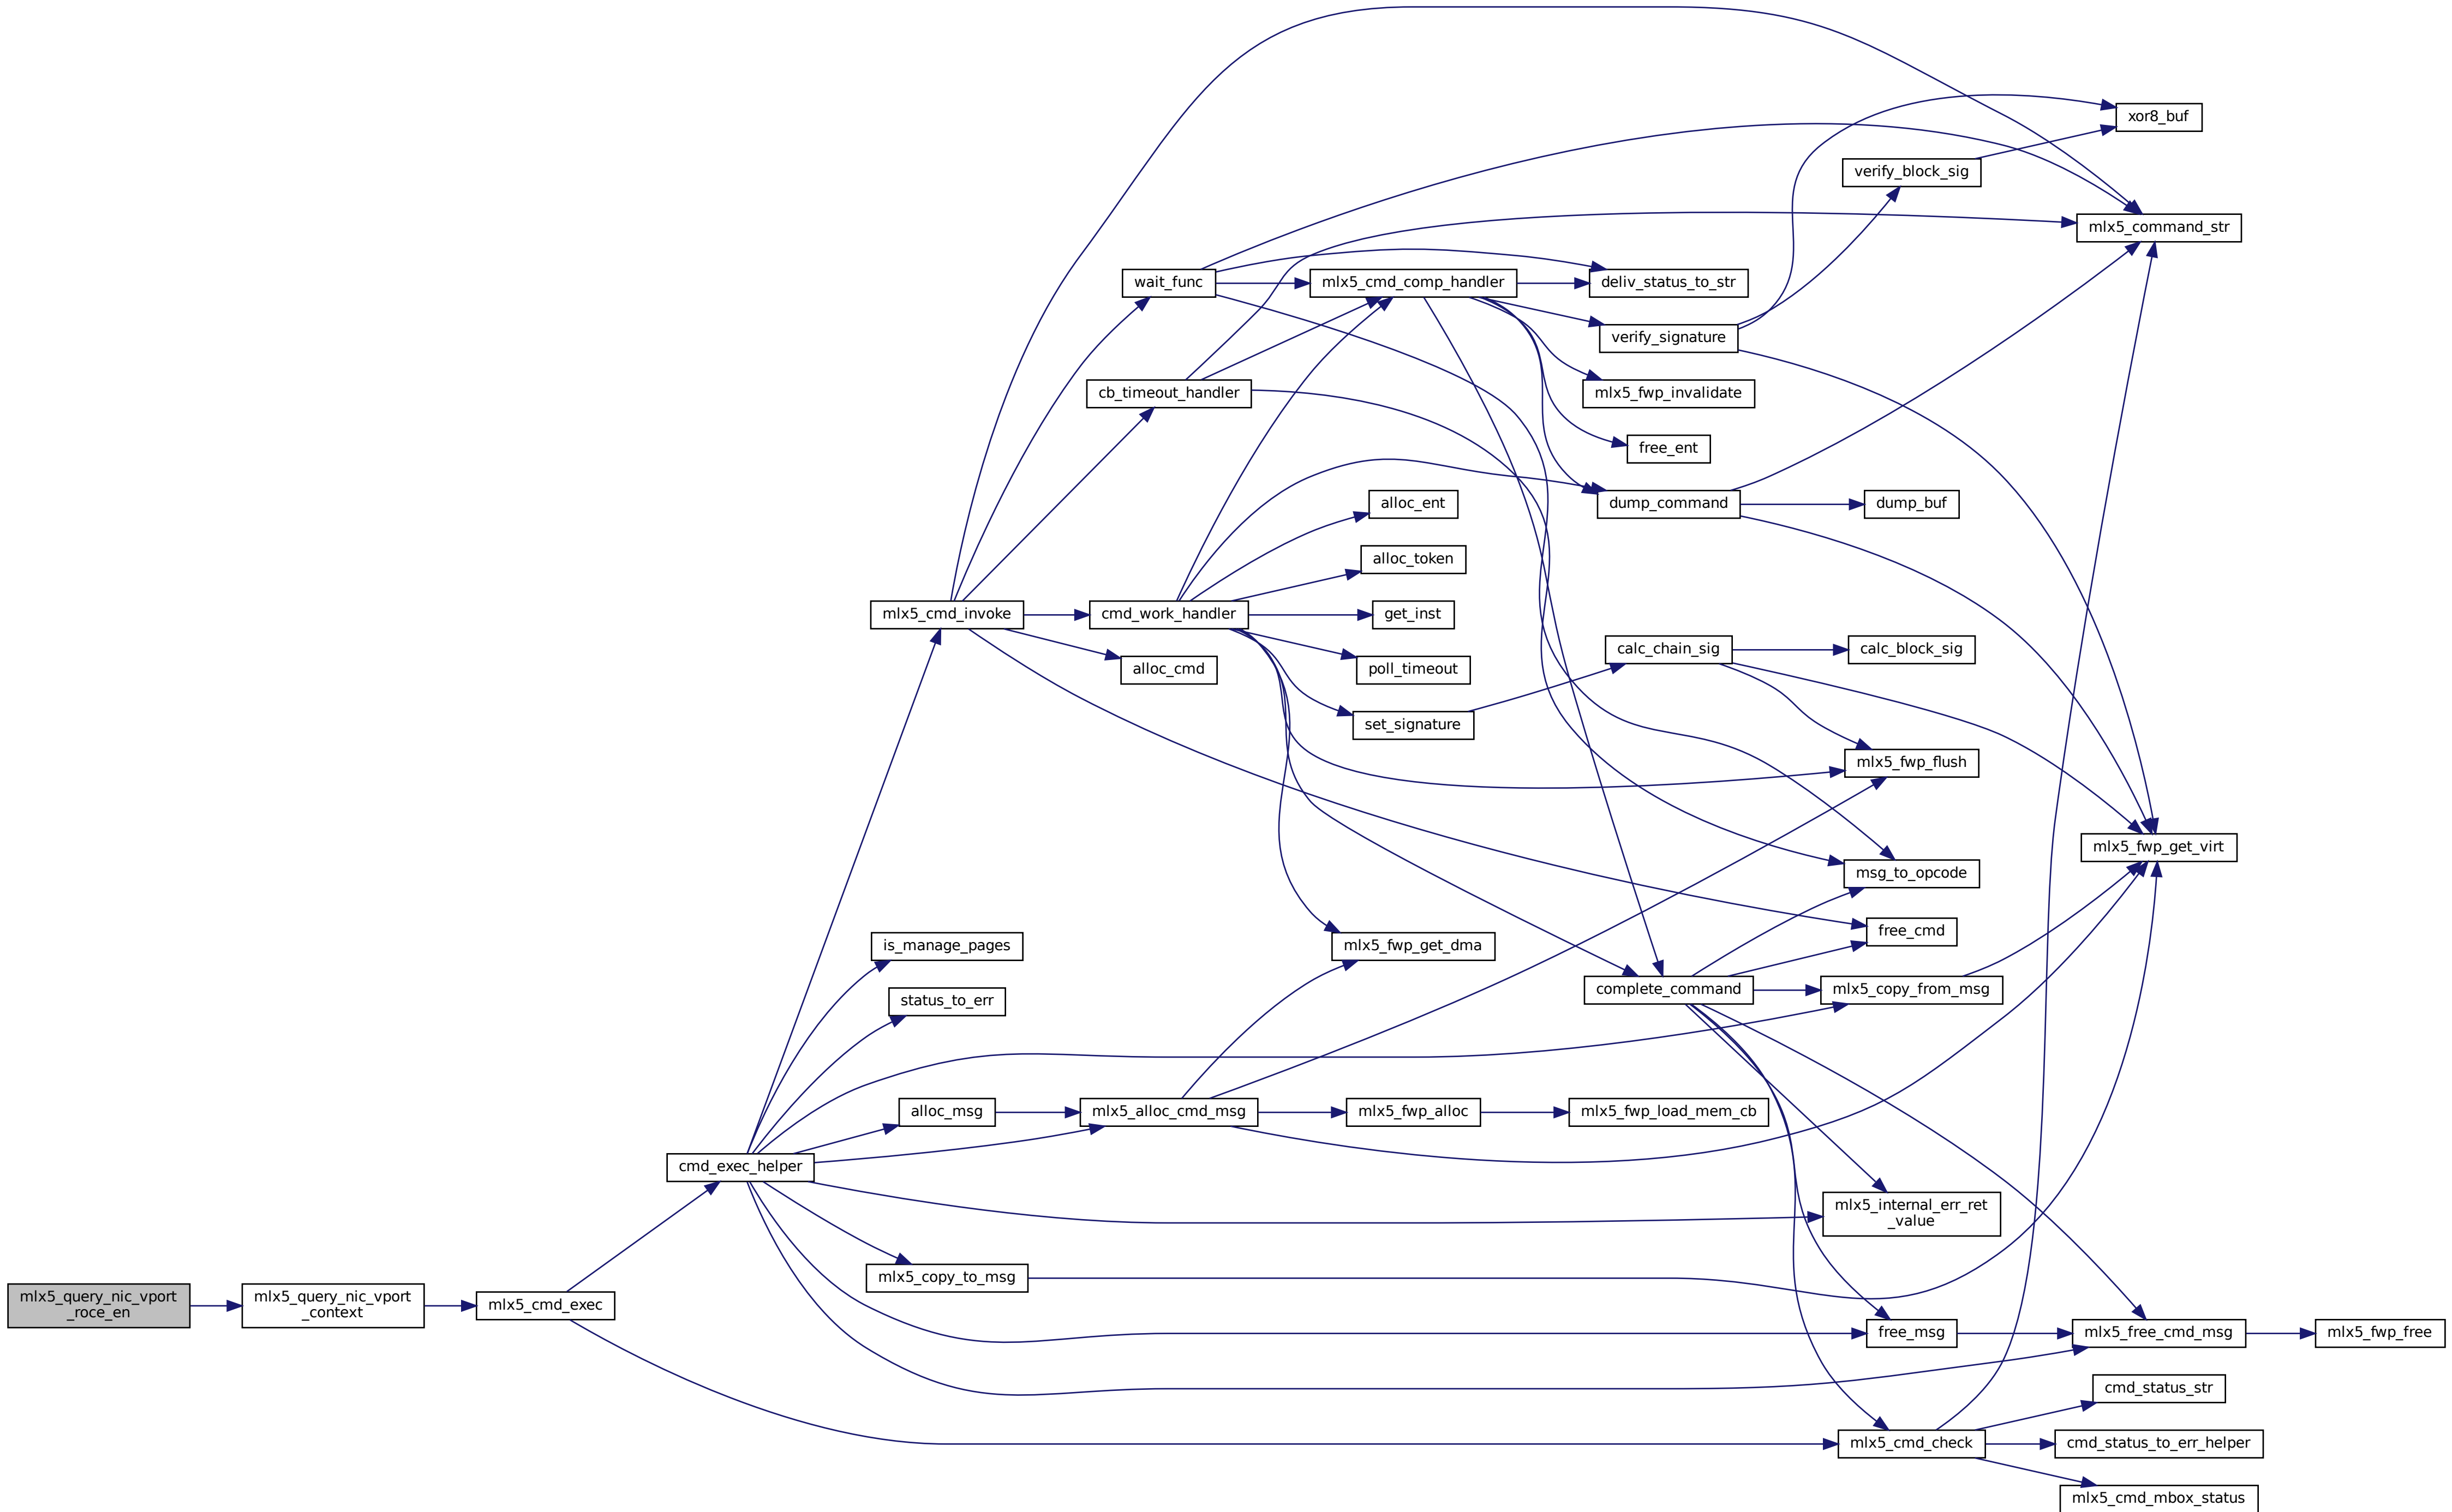 xor8_buf
verify_block_sig
mlx5_command_str
wait_func
mlx5_cmd_comp_handler
deliv_status_to_str
verify_signature
cb_timeout_handler
mlx5_fwp_invalidate
free_ent
alloc_ent
dump_command
dump_buf
alloc_token
mlx5_cmd_invoke
cmd_work_handler
get_inst
calc_chain_sig
calc_block_sig
alloc_cmd
poll_timeout
set_signature
mlx5_fwp_flush
mlx5_fwp_get_virt
msg_to_opcode
free_cmd
is_manage_pages
mlx5_fwp_get_dma
status_to_err
complete_command
mlx5_copy_from_msg
alloc_msg
mlx5_alloc_cmd_msg
mlx5_fwp_alloc
mlx5_fwp_load_mem_cb
cmd_exec_helper
mlx5_internal_err_ret
_value
mlx5_copy_to_msg
mlx5_query_nic_vport
_roce_en
mlx5_query_nic_vport
_context
mlx5_cmd_exec
free_msg
mlx5_free_cmd_msg
mlx5_fwp_free
cmd_status_str
mlx5_cmd_check
cmd_status_to_err_helper
mlx5_cmd_mbox_status